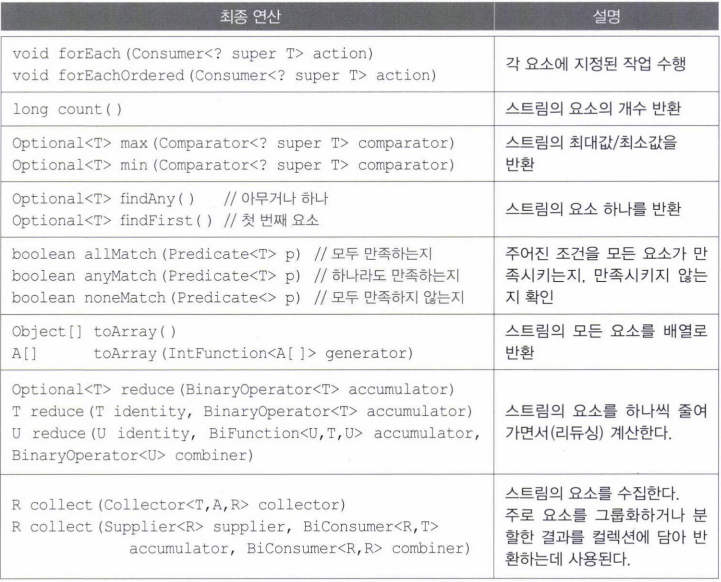 최종 연산 설명
void forEach(Consumer<? super T> action)
void forEachOrdered(Consumer<? super T> action)
각 요소에 지정된 작업 수행
long count()
스트림의 요소의 개수 반환
Optional<T> max(Comparator<? super T> comparator)
Optional<T> min(Comparator<? super T> comparator)
스트림의 최대값/최소값을
반환
Optional<T> findAny() // 아무거나 하나
Optional<T> findFirst() // 첫 번째 요소
스트림의 요소 하나를 반환
boolean allMatch(Predicate<T> p) // 모두 만족하는지
boolean anyMatch(Predicate<T> p) // 하나라도 만족하는지
boolean noneMatch(Predicate<> p) // 모두 만족하지 않는지
주어진 조건을 모든 요소가 만
족시키는지, 만족시키지 않는
지 확인
Object[] toArray()
A[] toArray(IntFunction<A[]> generator)
스트림의 모든 요소를 배열로
반환
Optional<T> reduce(BinaryOperator<T> accumulator)
T reduce(T identity, BinaryOperator<T> accumulator)
U reduce(U identity, BiFunction<U,T,U> accumulator,
BinaryOperator<U> combiner)
스트림의 요소를 하나씩 줄여
가면서(리듀싱) 계산한다.
R collect(Collector<T,A,R> collector)
R collect(Supplier<R> supplier, BiConsumer<R,T>
accumulator, BiConsumer<R,R> combiner)
스트림의 요소를 수집한다.
주로 요소를 그룹화하거나 분
할한 결과를 컬렉션에 담아 반
환하는데 사용된다.